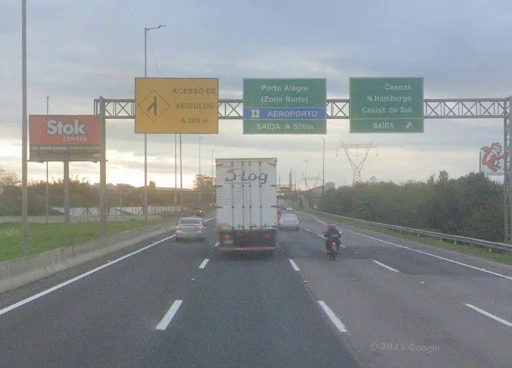 ACESSO DE
VEÍCULOS
A 200 m
Porto Alegre
(Zona Norte)
AEROPORTO
SAÍDA A 500m
Canoas
N.Hamburgo
Caxias do Sul
SAÍDA
Stok
CENTER
D-Log
© 2023 Google